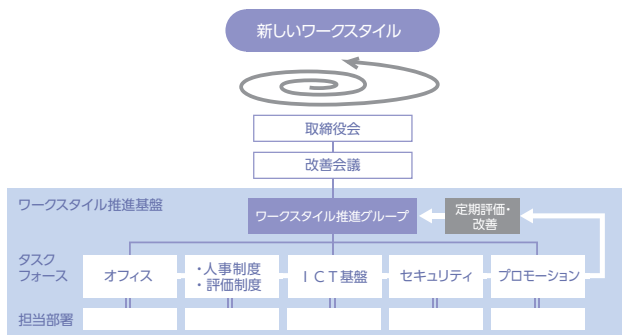 新しいワークスタイル
取締役会
改善会議
ワークスタイル推進基盤
ワークスタイル推進グループ
定期評価・
改善
タスク
フォース
オフィス
・人事制度
・評価制度
ＩＣＴ基盤
セキュリティ
プロモーション
担当部署